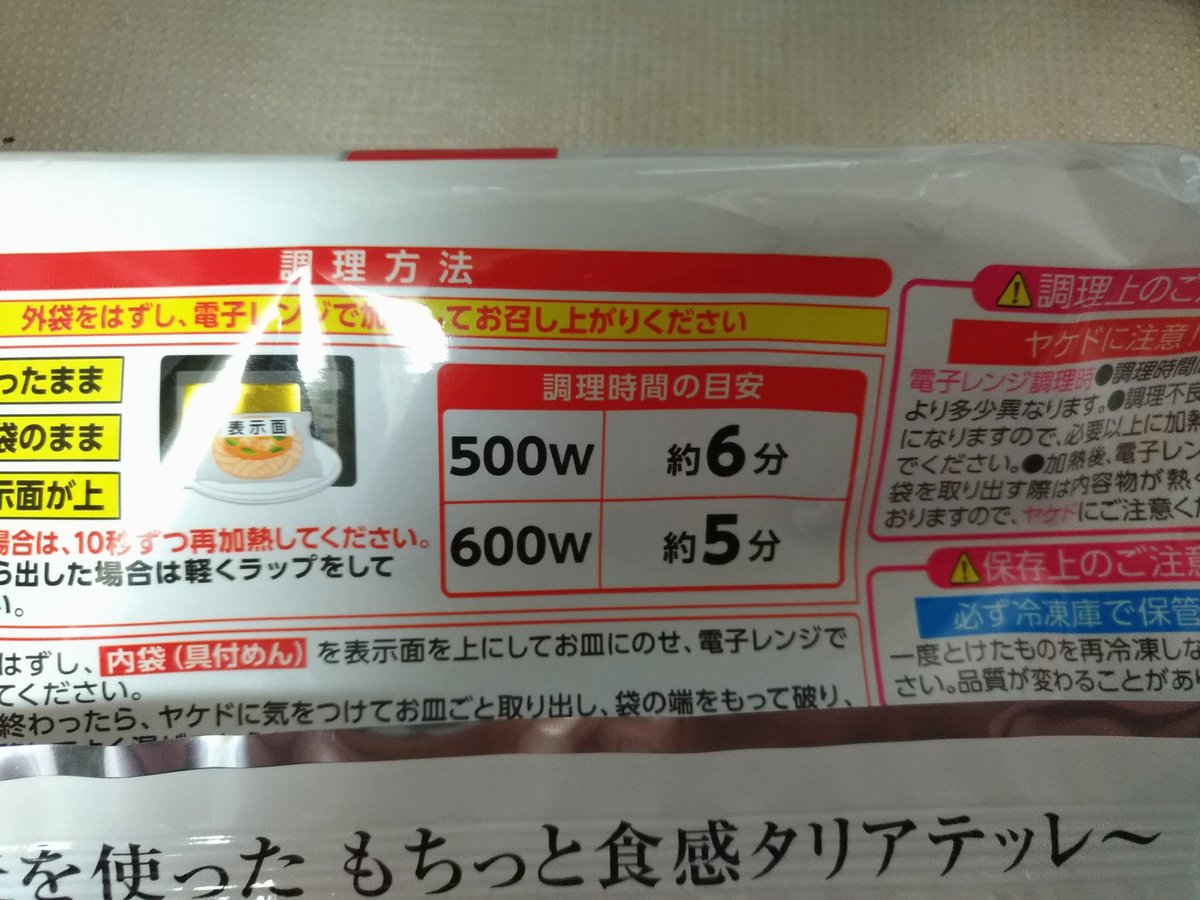 調理方法
外袋をはずし、電子レンジで加してお召し上がりください
ったまま
袋のまま
示面が上
表示面
調理時間の目安
500W 約6分
600W 約5分
場合は、10秒ずつ再加熱してください。
ら出した場合は軽くラップをして
い。
はずし、内袋(具付めん)を表示面を上にしてお皿にのせ、電子レンジで
てください。
終わったら、ヤケドに気をつけてお皿ごと取り出し、袋の端をもって破り、
調理上のご
ヤケドに注意
電子レンジ調理時●調理時間
より多少異なります。●調理不良
になりますので、必要以上に加熱
でください。●加熱後、電子レン
袋を取り出す際は内容物が熱く
おりますので、ヤケドにご注意く
保存上のご注意
必ず冷凍庫で保管
一度とけたものを再冷凍しな
さい。品質が変わることがあり
を使った もちっと食感タリアテッレ〜